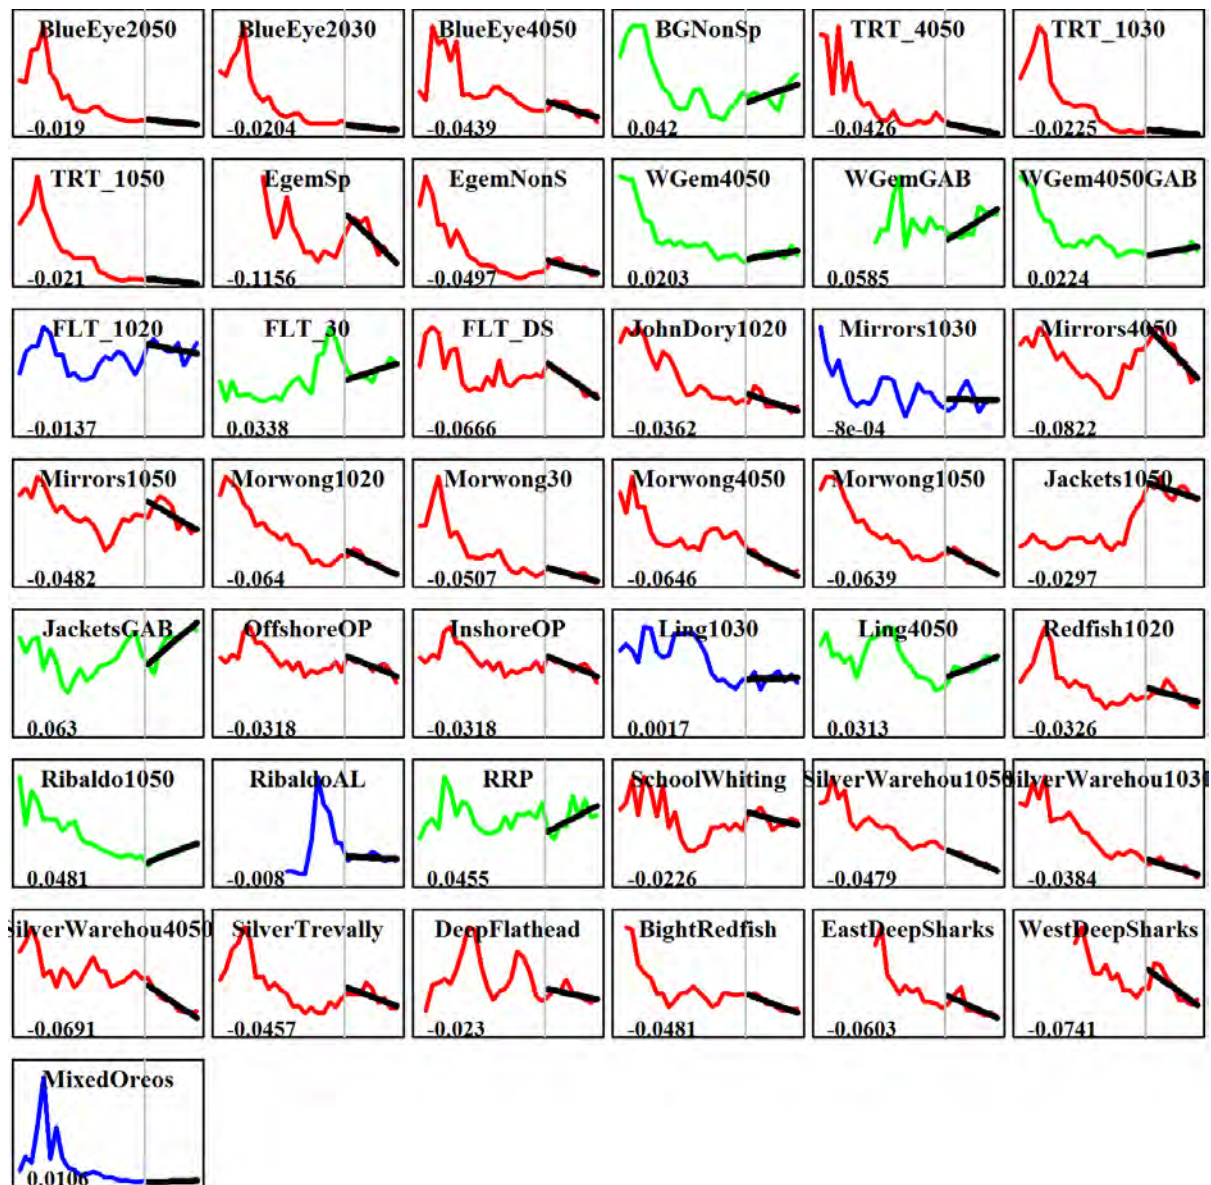 BlueEye2050 BlueEye2030 BlueEye4050 BGNonSp TRT_4050 TRT_1030
-0.019 -0.0204 -0.0439 0.042 -0.0426 -0.0225
TRT_1050 EgemSp EgemNonS WGem4050 WGemGAB WGem4050GAB
-0.021 -0.1156 -0.0497 0.0203 0.0585 0.0224
FLT_1020 FLT_30 FLT_DS JohnDory1020 Mirrors1030 Mirrors4050
-0.0137 0.0338 -0.0666 -0.0362 -8e-04 -0.0822
Mirrors1050 Morwong1020 Morwong30 Morwong4050 Morwong1050 Jackets1050
-0.0482 -0.064 -0.0507 -0.0646 -0.0639 -0.0297
JacketsGAB OffshoreOP InshoreOP Ling1030 Ling4050 Redfish1020
0.063 -0.0318 -0.0318 0.0017 0.0313 -0.0326
Ribaldo1050 RibaldoAL RRP SchoolWhiting SilverWarehou1050 SilverWarehou1030
0.0481 -0.008 0.0455 -0.0226 -0.0479 -0.0384
SilverWarehou4050 SilverTrevally DeepFlathead BightRedfish EastDeepSharks WestDeepSharks
-0.0691 -0.0457 -0.023 -0.0481 -0.0603 -0.0741
MixedOreos
0.0106